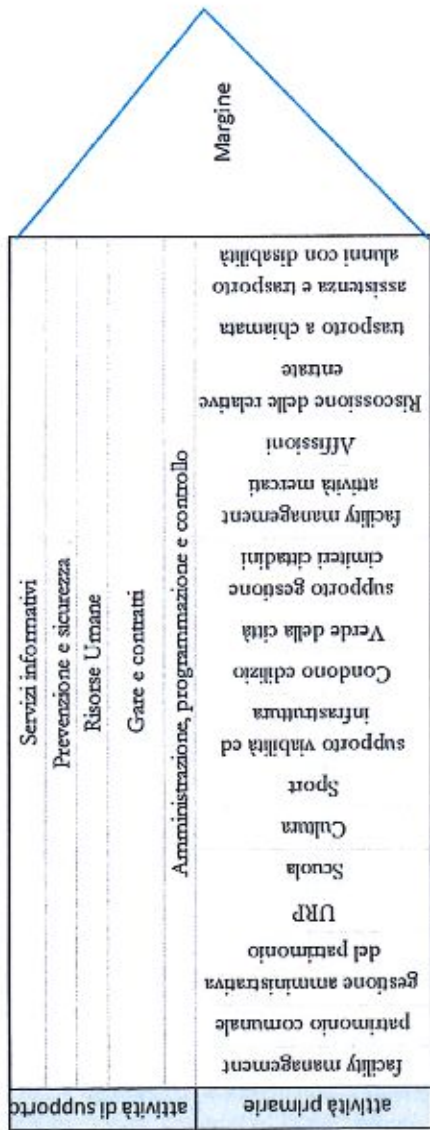 attività di supporto
Servizi informativi
Prevenzione e sicurezza
Risorse Umane
Gare e contratti
Amministrazione, programmazione e controllo
attività primarie
facility management
patrimonio comunale
gestione amministrativa
del patrimonio
URP
Scuola
Cultura
Sport
supporto viabilità ed
infrastruttura
Condono edilizio
Verde della città
supporto gestione
cimiteri cittadini
facility management
attività mercati
Affissioni
Riscossione delle relative
entrate
trasporto a chiamata
assistenza e trasporto
alunni con disabilità
Margine